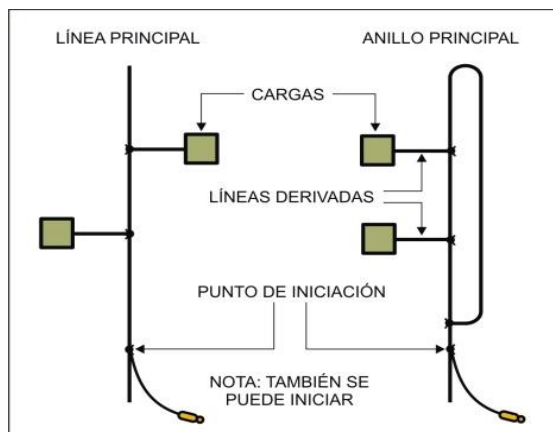 LÍNEA PRINCIPAL
ANILLO PRINCIPAL
CARGAS
LÍNEAS DERIVADAS
PUNTO DE INICIACIÓN
NOTA: TAMBIÉN SE
PUEDE INICIAR